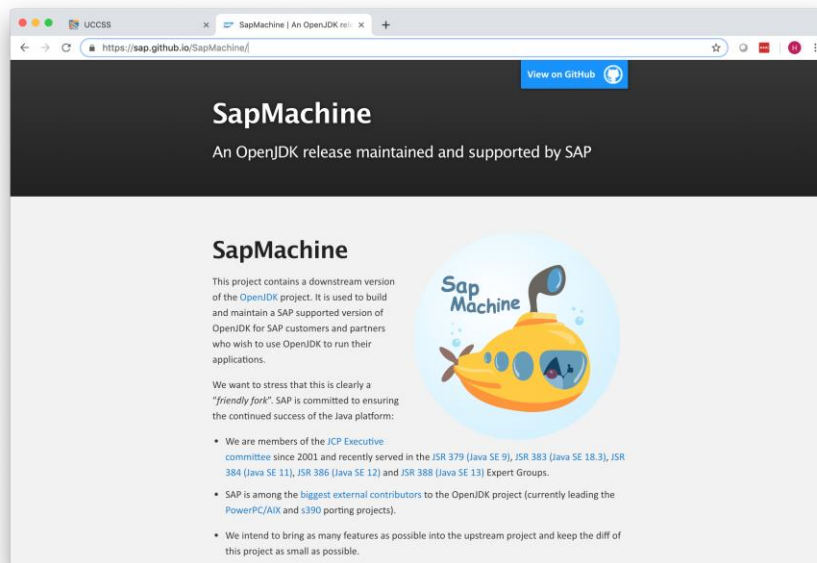 UCCSS
SapMachine | An OpenJDK rele
https://sap.github.io/SapMachine/
H
View on GitHub
SapMachine
An OpenJDK release maintained and supported by SAP
SapMachine
This project contains a downstream version
of the OpenJDK project. It is used to build
and maintain a SAP supported version of
OpenJDK for SAP customers and partners
who wish to use OpenJDK to run their
applications.
We want to stress that this is clearly a
"friendly fork". SAP is committed to ensuring
the continued success of the Java platform:
Sap
Machine
• We are members of the JCP Executive
committee since 2001 and recently served in the JSR 379 (Java SE 9), JSR 383 (Java SE 18.3), JSR
384 (Java SE 11), JSR 386 (Java SE 12) and JSR 388 (Java SE 13) Expert Groups.
• SAP is among the biggest external contributors to the OpenJDK project (currently leading the
PowerPC/AIX and s390 porting projects).
• We intend to bring as many features as possible into the upstream project and keep the diff of
this project as small as possible.